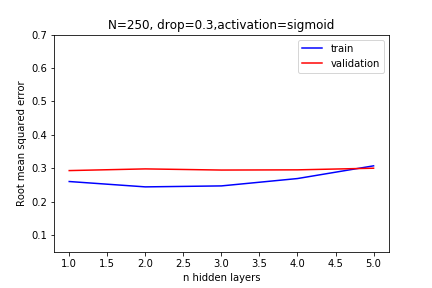 N=250, drop=0.3,activation=sigmoid
train
validation
Root mean squared error
0.7
0.6
0.5
0.4
0.3
0.2
0.1
1.0 1.5 2.0 2.5 3.0 3.5 4.0 4.5 5.0
n hidden layers